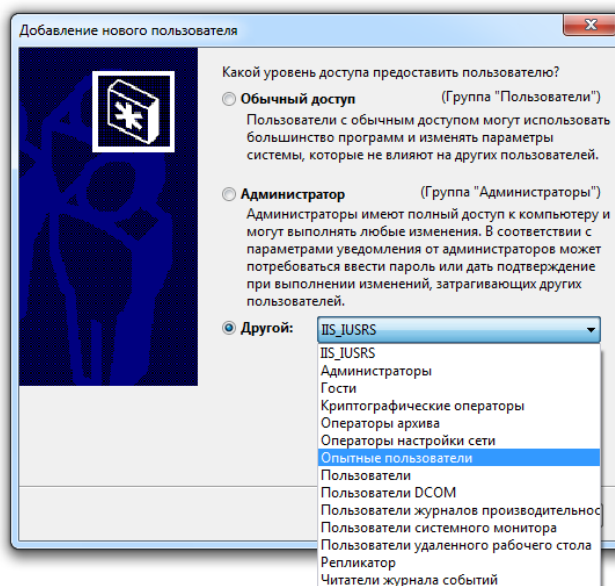 Добавление нового пользователя
Какой уровень доступа предоставить пользователю?
Обычный доступ (Группа "Пользователи")
Пользователи с обычным доступом могут использовать
большинство программ и изменять параметры
системы, которые не влияют на других пользователей.
Администратор (Группа "Администраторы")
Администраторы имеют полный доступ к компьютеру и
могут выполнять любые изменения. В соответствии с
параметрами уведомления от администраторов может
потребоваться ввести пароль или дать подтверждение
при выполнении изменений, затрагивающих других
пользователей.
Другой: IIS_IUSRS
IIS_IUSRS
Администраторы
Гости
Криптографические операторы
Операторы архива
Операторы настройки сети
Опытные пользователи
Пользователи
Пользователи DCOM
Пользователи журналов производительнос
Пользователи системного монитора
Пользователи удаленного рабочего стола
Репликатор
Читатели журнала событий